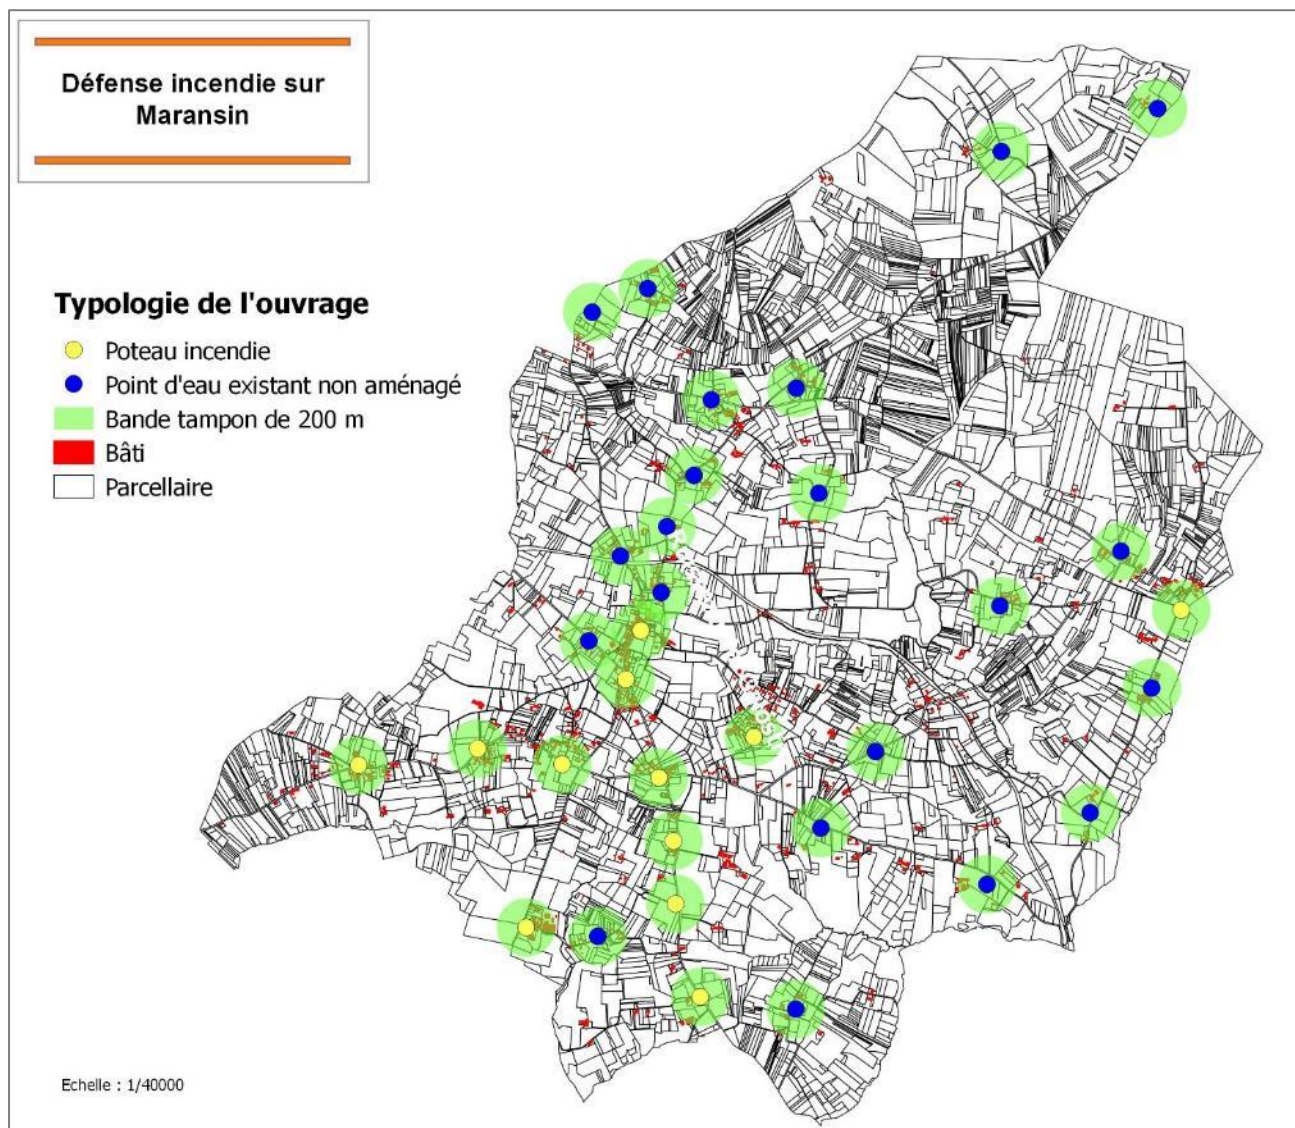 Défense incendie sur
Maransin
Typologie de l'ouvrage
Poteau incendie
Point d'eau existant non aménagé
Bande tampon de 200 m
Bâti
Parcellaire
Echelle : 1/40000